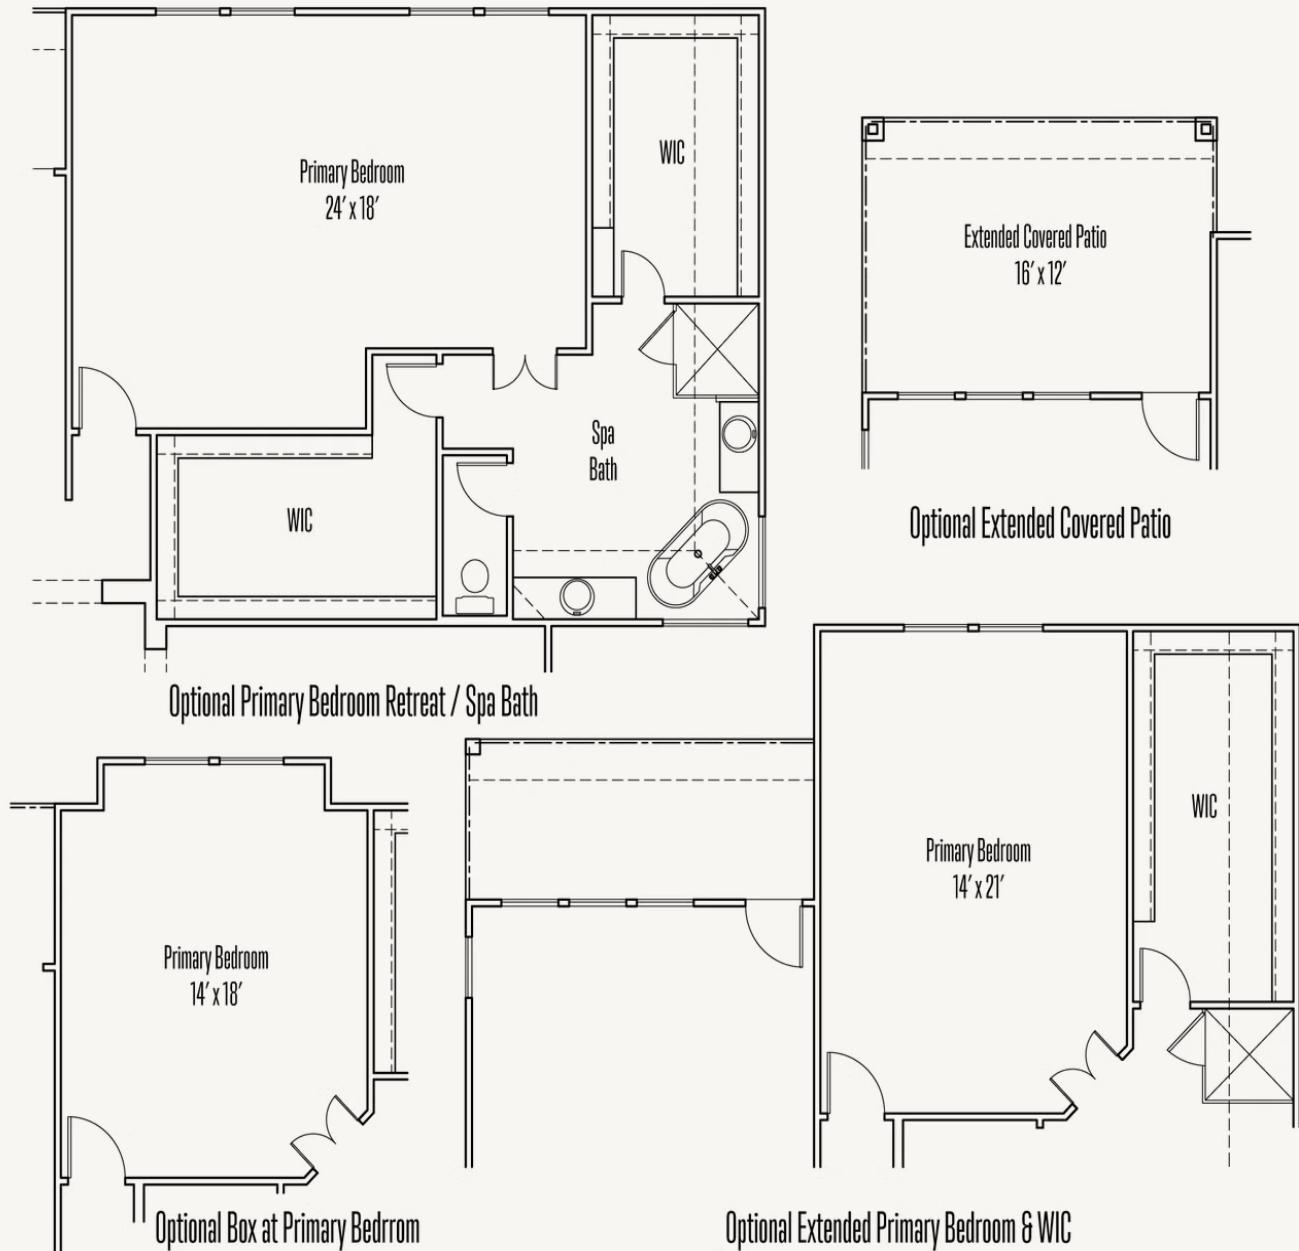 Primary Bedroom
24' x 18'
WIC
Spa
Bath
WIC
Optional Primary Bedroom Retreat / Spa Bath
Extended Covered Patio
16' x 12'
Optional Extended Covered Patio
Primary Bedroom
14' x 18'
Optional Box at Primary Bedrrom
Primary Bedroom
14' x 21'
WIC
Optional Extended Primary Bedroom & WIC